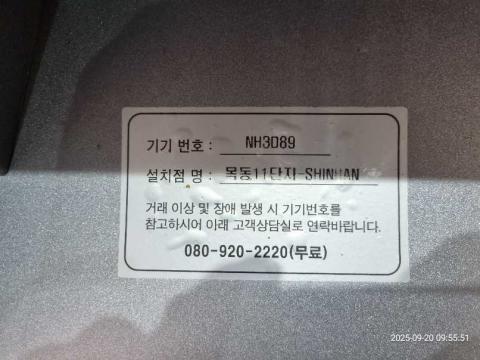 기기 번호 : NH3089
설치점 명 : 목동11단지-SHINHAN
거래 이상 및 장애 발생 시 기기번호를
참고하시어 아래 고객상담실로 연락바랍니다.
080-920-2220(무료)
2025-09-20 09:55:51